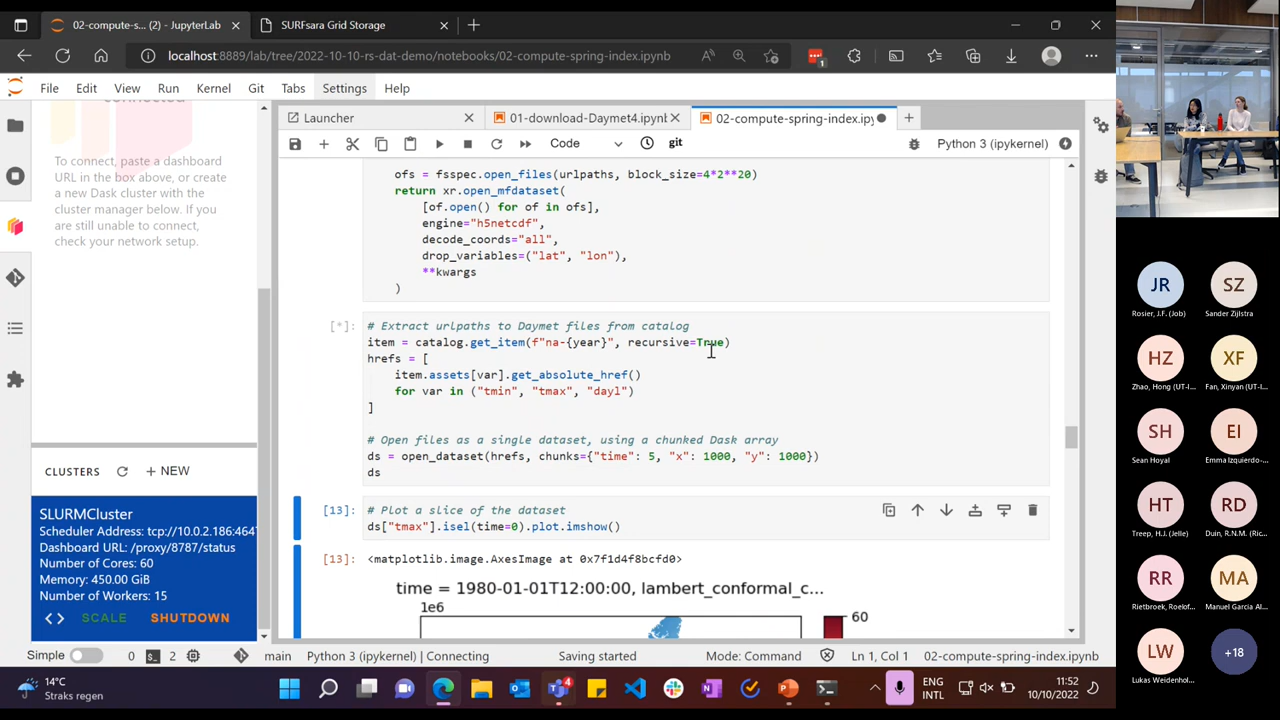 02-compute-s... (2) - JupyterLab
SURFsara Grid Storage
localhost:8889/lab/tree/2022-10-10-rs-dat-demo/notebooks/02-compute-spring-index.ipynb
1
File Edit View Run Kernel Git Tabs Settings Help
connected
To connect, paste a dashboard
URL in the box above, or create
a new Dask cluster with the
cluster manager below. If you
are still unable to connect,
check your network setup.
CLUSTERS
+ NEW
SLURMCluster
Scheduler Address: tcp://10.0.2.186:464
Dashboard URL: /proxy/8787/status
Number of Cores: 60
Memory: 450.00 GiB
Number of Workers: 15
<> SCALE SHUTDOWN
Launcher
01-download-Daymet4.ipynb
02-compute-spring-index.ipy
Code
git
Python 3 (ipykernel)
ofs = fsspec.open_files(urlpaths, block_size=4*2**20)
return xr.open_mfdataset(
[of.open() for of in ofs],
engine="h5netcdf",
decode_coords="all",
drop_variables=("lat", "lon"),
**kwargs
)
[*]:
# Extract urlpaths to Daymet files from catalog
item = catalog.get_item(f"na-{year}", recursive=True)
hrefs = [
item.assets[var].get_absolute_href()
for var in ("tmin", "tmax", "dayl")
]
# Open files as a single dataset, using a chunked Dask array
ds = open_dataset(hrefs, chunks={"time": 5, "x": 1000, "y": 1000})
ds
[13]:
# Plot a slice of the dataset
ds["tmax"].isel(time=0).plot.imshow()
[13]:
<matplotlib.image.AxesImage at 0x7f1d4f8bcfd0>
time = 1980-01-01T12:00:00, lambert_conformal_c...
1e6
60
Simple
0
2
main
Python 3 (ipykernel) | Connecting
Saving started
Mode: Command
Ln 1, Col 1
02-compute-spring-index.ipynb
14°C
Straks regen
4
ENG
INTL
11:52
10/10/2022
JR
Rosier, J.F. (Job)
SZ
Sander Zijlstra
HZ
Zhao, Hong (UT-I...
XF
Fan, Xinyan (UT-I...
SH
Sean Hoyal
EI
Emma Izquierdo-...
HT
Treep, H.J. (Jelle)
RD
Duin, R.N.M. (Ric...
RR
Rietbroek, Roelof...
MA
Manuel Garcia Al...
LW
Lukas Weidenhol...
+18